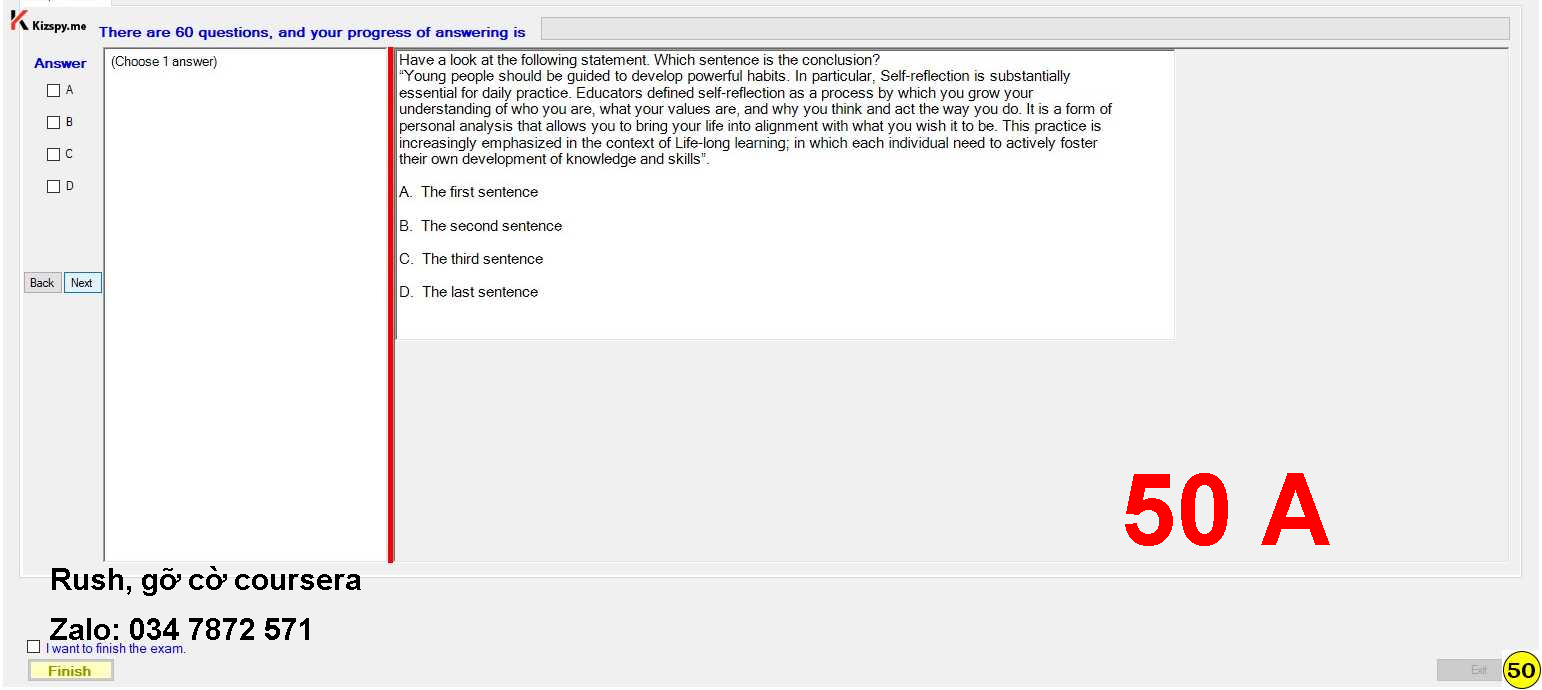 Kizspy.me
There are 60 questions, and your progress of answering is
Answer
A
B
C
D
Back Next
(Choose 1 answer)
Have a look at the following statement. Which sentence is the conclusion?
“Young people should be guided to develop powerful habits. In particular, Self-reflection is substantially
essential for daily practice. Educators defined self-reflection as a process by which you grow your
understanding of who you are, what your values are, and why you think and act the way you do. It is a form of
personal analysis that allows you to bring your life into alignment with what you wish it to be. This practice is
increasingly emphasized in the context of Life-long learning; in which each individual need to actively foster
their own development of knowledge and skills”.
A. The first sentence
B. The second sentence
C. The third sentence
D. The last sentence
50 A
Rush, gỡ cờ coursera
Zalo: 034 7872 571
I want to finish the exam.
Finish
Exit
50